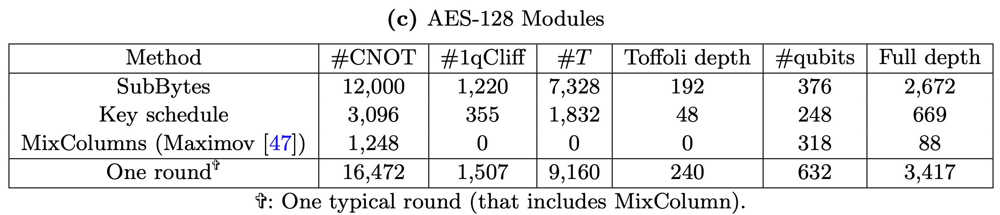 (c) AES-128 Modules
Method #CNOT #1qCliff #T Toffoli depth #qubits Full depth
SubBytes 12,000 1,220 7,328 192 376 2,672
Key schedule 3,096 355 1,832 48 248 669
MixColumns (Maximov [47]) 1,248 0 0 0 318 88
One round✞ 16,472 1,507 9,160 240 632 3,417
✞: One typical round (that includes MixColumn).